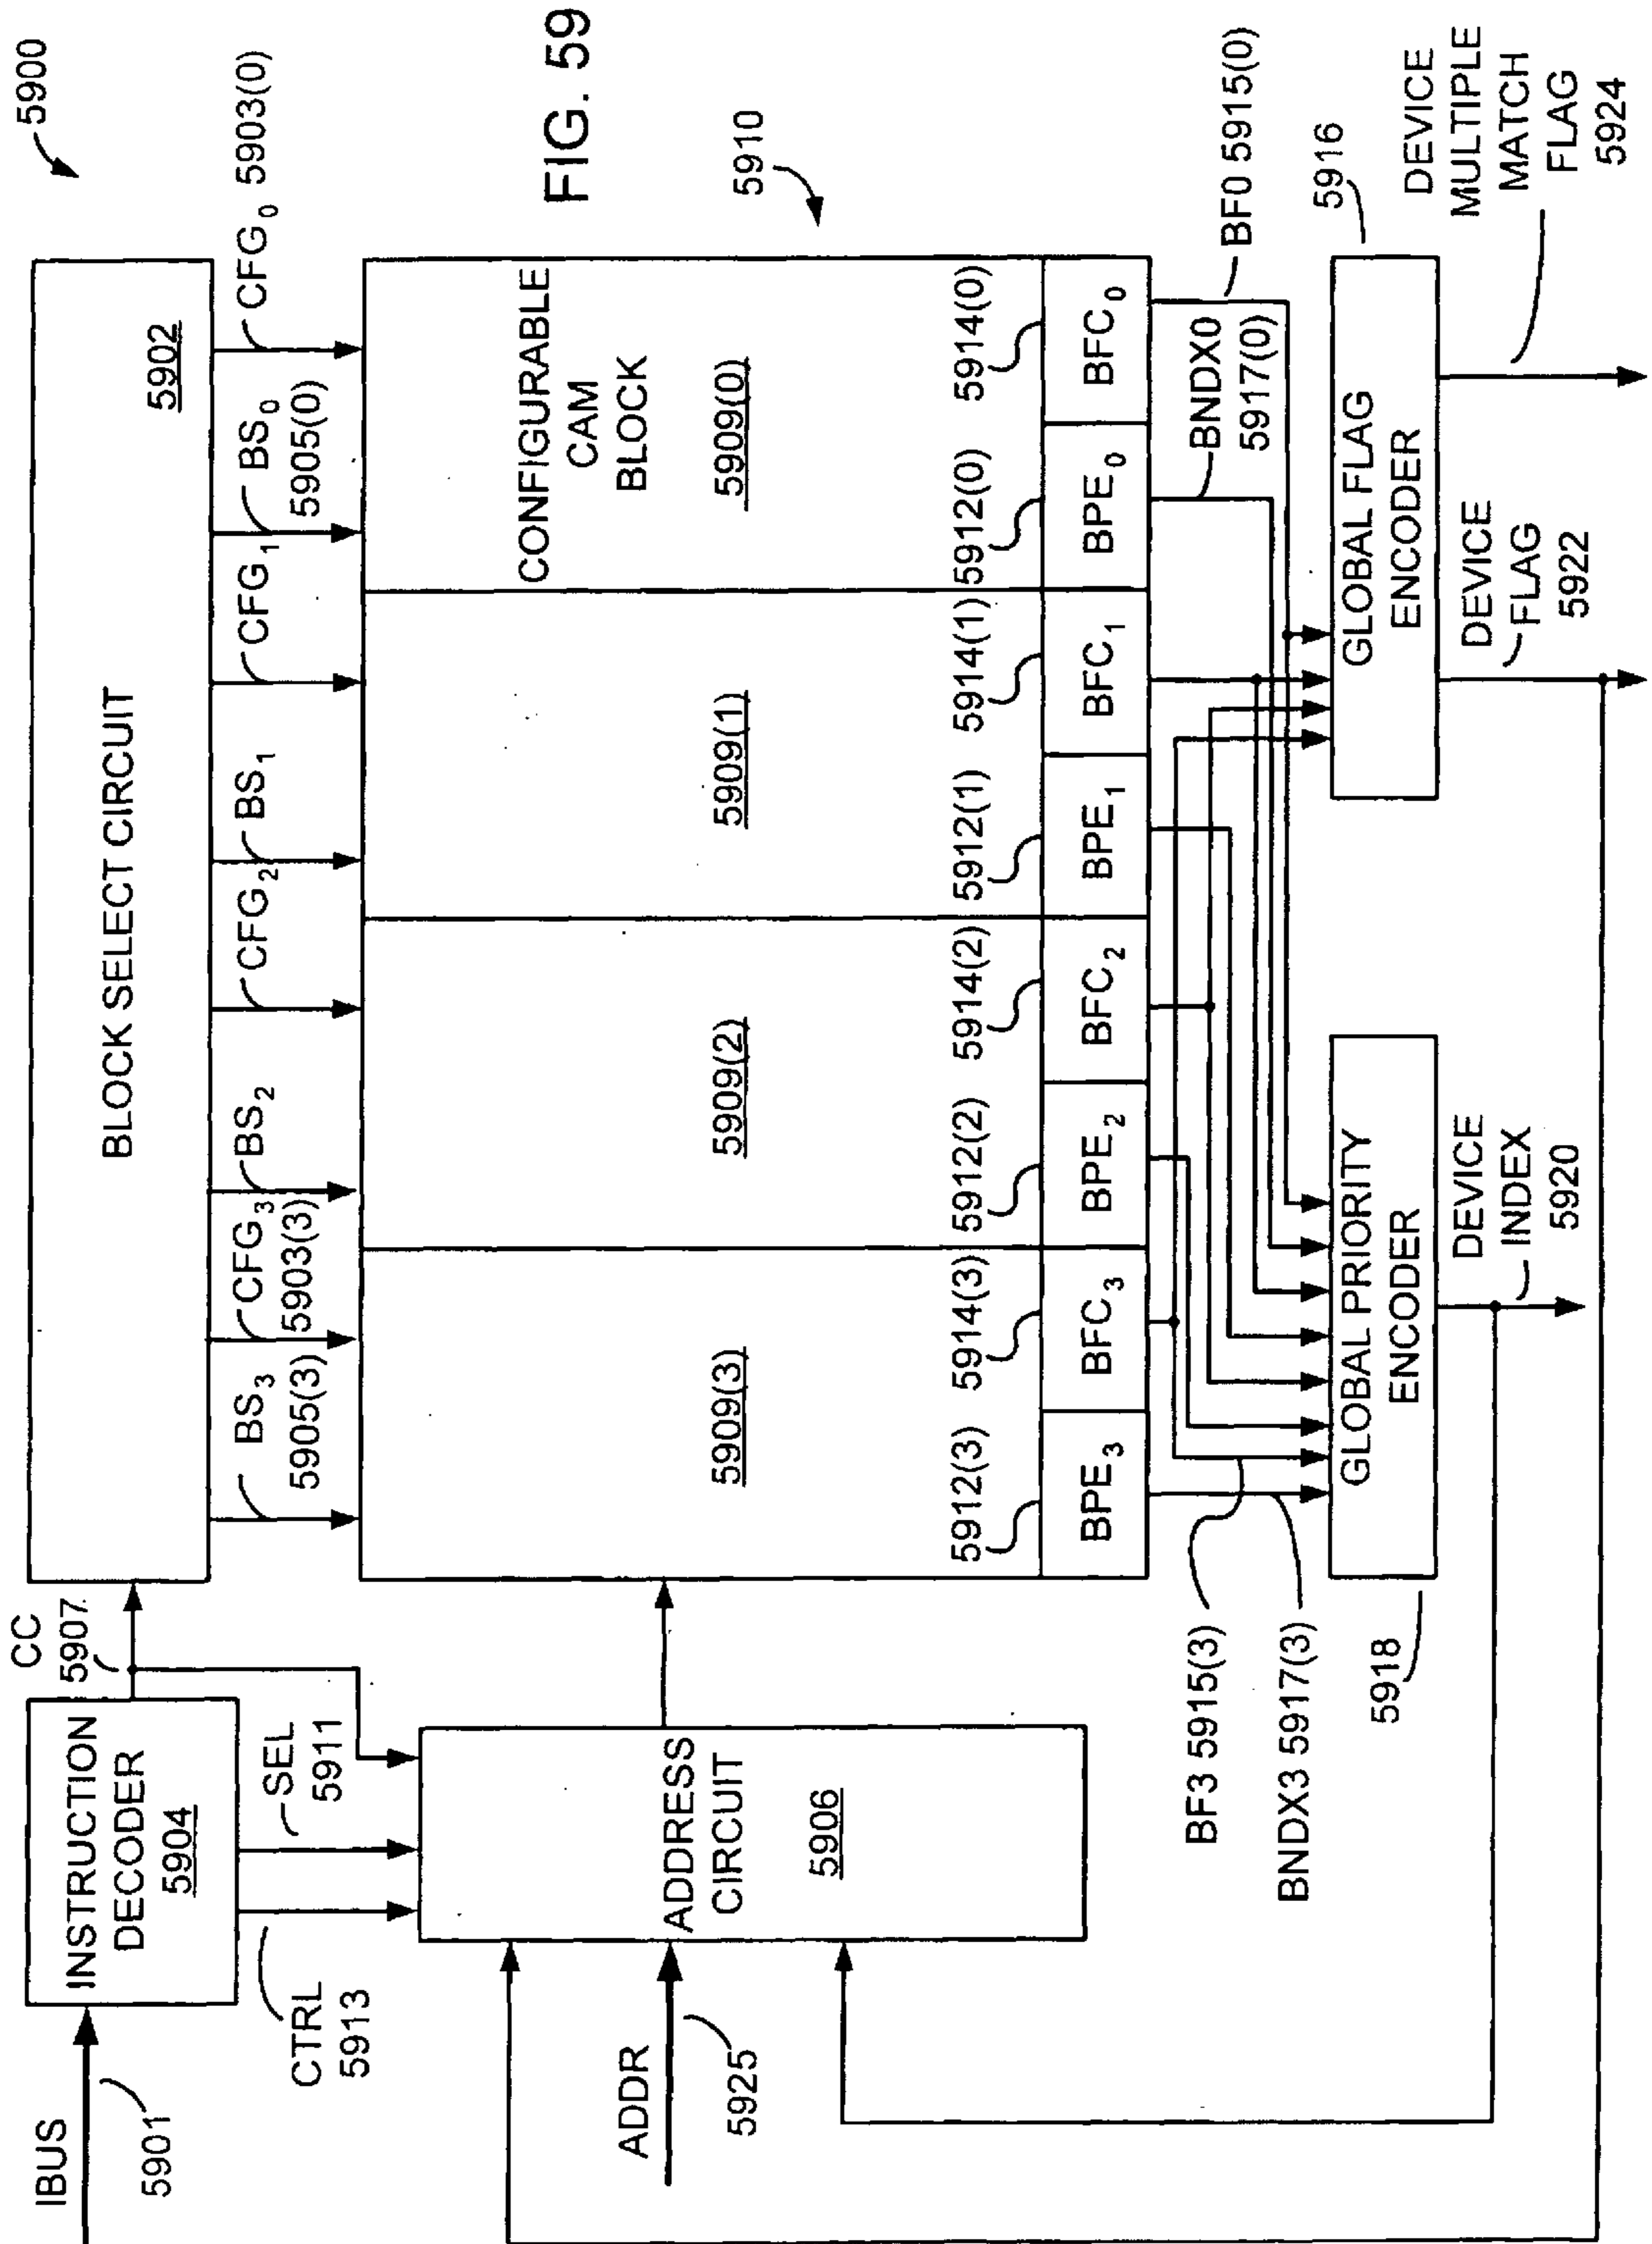 5900
FIG. 59
BLOCK SELECT CIRCUIT
5902
IBUS
5901
INSTRUCTION
DECODER
5904
CC
5907
SEL
5911
CTRL
5913
BS3
5905(3)
CFG3
5903(3)
BS2
CFG2
BS1
CFG1
BS0
5905(0)
CFG0 5903(0)
5910
CONFIGURABLE
CAM
BLOCK
5909(3)
5909(2)
5909(1)
5909(0)
ADDRESS
CIRCUIT
5906
ADDR
5925
5912(3)
5914(3)
5912(2)
5914(2)
5912(1)
5914(1)
5912(0)
5914(0)
BPE3
BFC3
BPE2
BFC2
BPE1
BFC1
BPE0
BFC0
BF3 5915(3)
BNDX3 5917(3)
BNDX0
5917(0)
BF0 5915(0)
5918
GLOBAL PRIORITY
ENCODER
GLOBAL FLAG
ENCODER
5916
DEVICE
INDEX
5920
DEVICE
FLAG
5922
DEVICE
MULTIPLE
MATCH
FLAG
5924